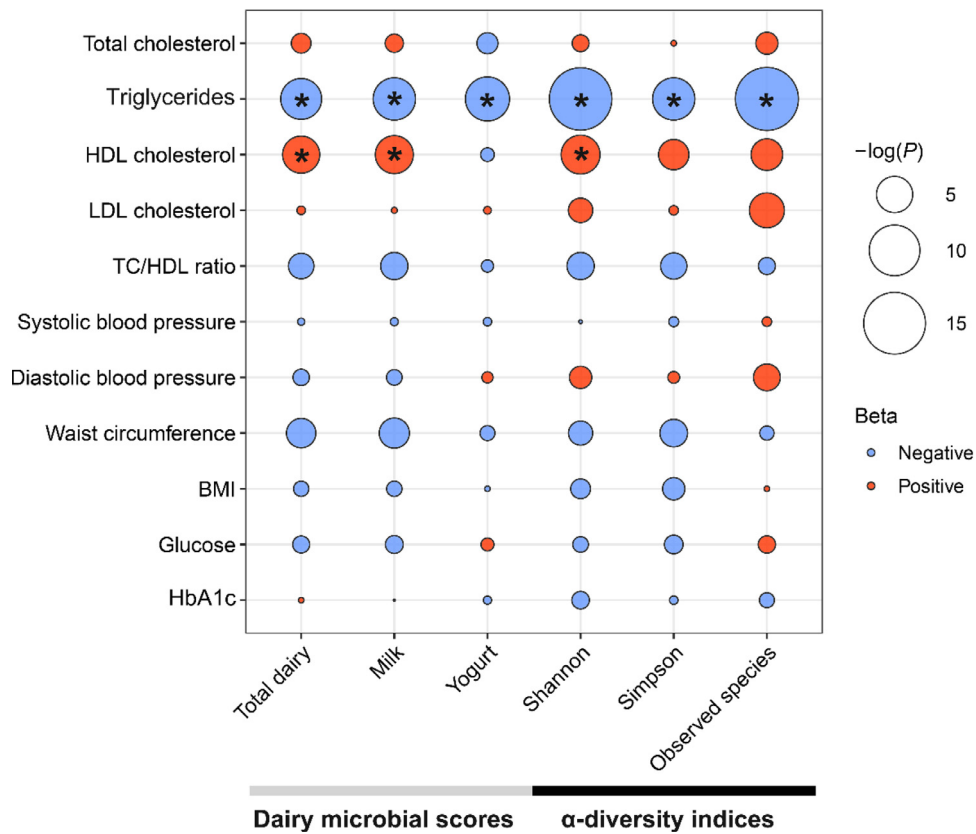 Total cholesterol
Triglycerides
* * * * * *
HDL cholesterol
* * *
LDL cholesterol
TC/HDL ratio
Systolic blood pressure
Diastolic blood pressure
Waist circumference
BMI
Glucose
HbA1c
Total dairy
Milk
Yogurt
Shannon
Simpson
Observed species
Dairy microbial scores
α-diversity indices
−log(P)
5
10
15
Beta
Negative
Positive